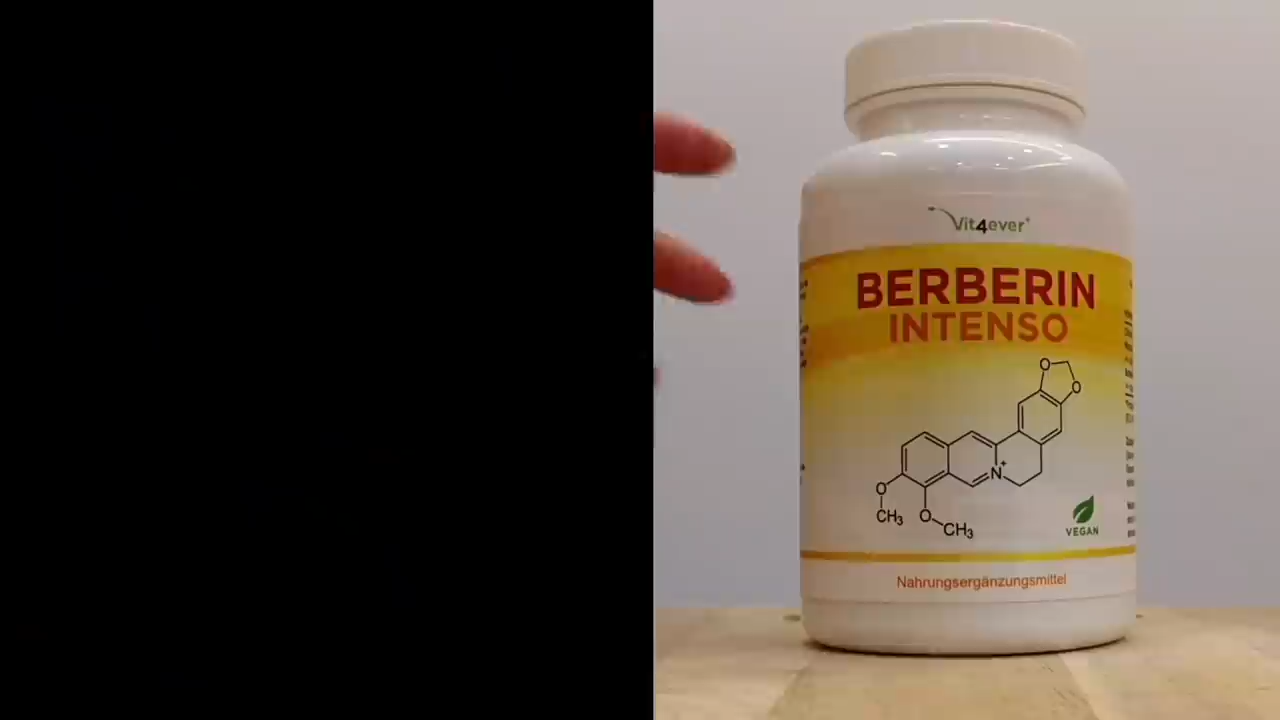 Vit4ever
BERBERIN
INTENSO
O
O
N+
O
CH3
O
CH3
VEGAN
Nahrungsergänzungsmittel